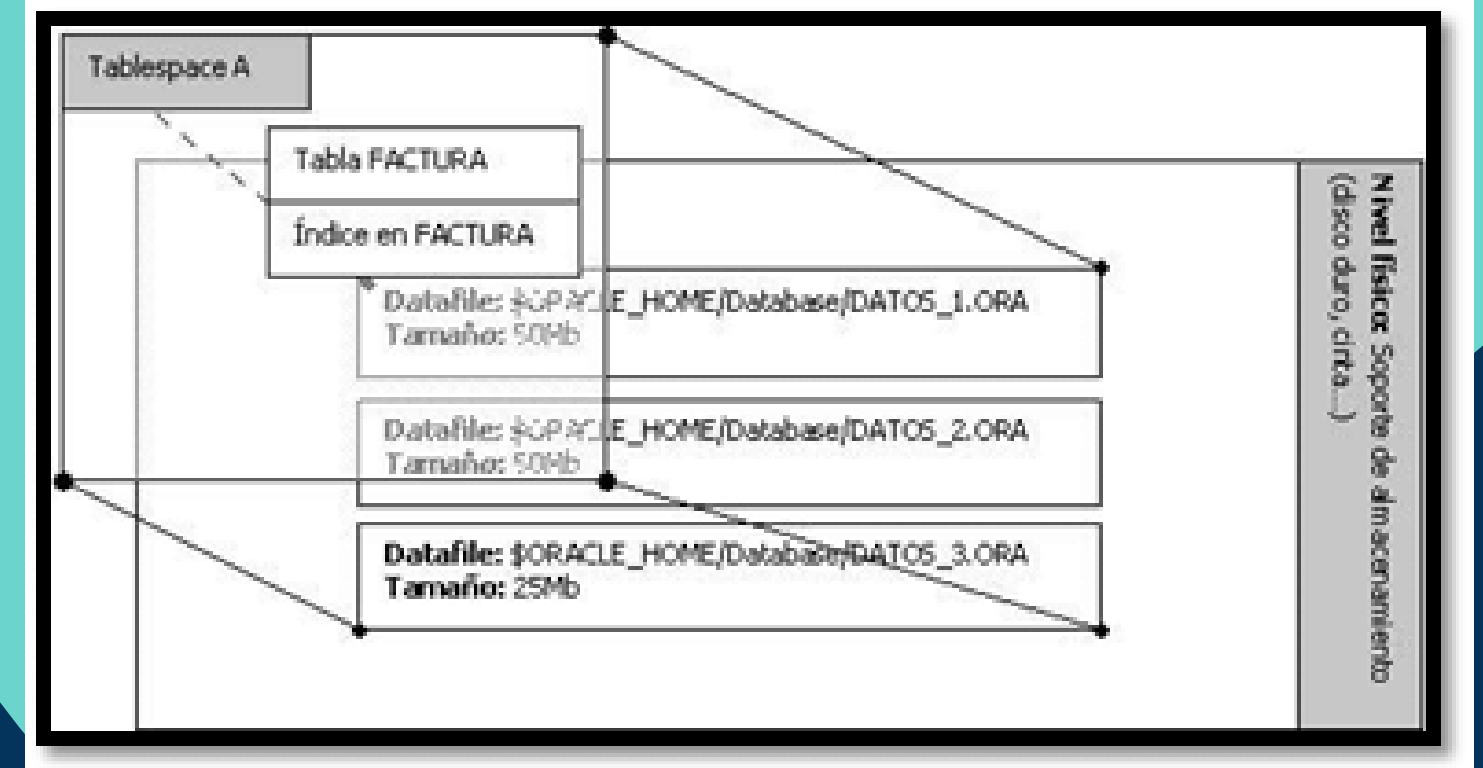 Tablespace A
Tabla FACTURA
Índice en FACTURA
Datafile: $ORACLE_HOME/Database/DATOS_1.ORA
Tamaño: 50Mb
Datafile: $ORACLE_HOME/Database/DATOS_2.ORA
Tamaño: 50Mb
Datafile: $ORACLE_HOME/Database/DATOS_3.ORA
Tamaño: 25Mb
Nivel físico: Soporte de almacenamiento
(disco duro, cinta...)